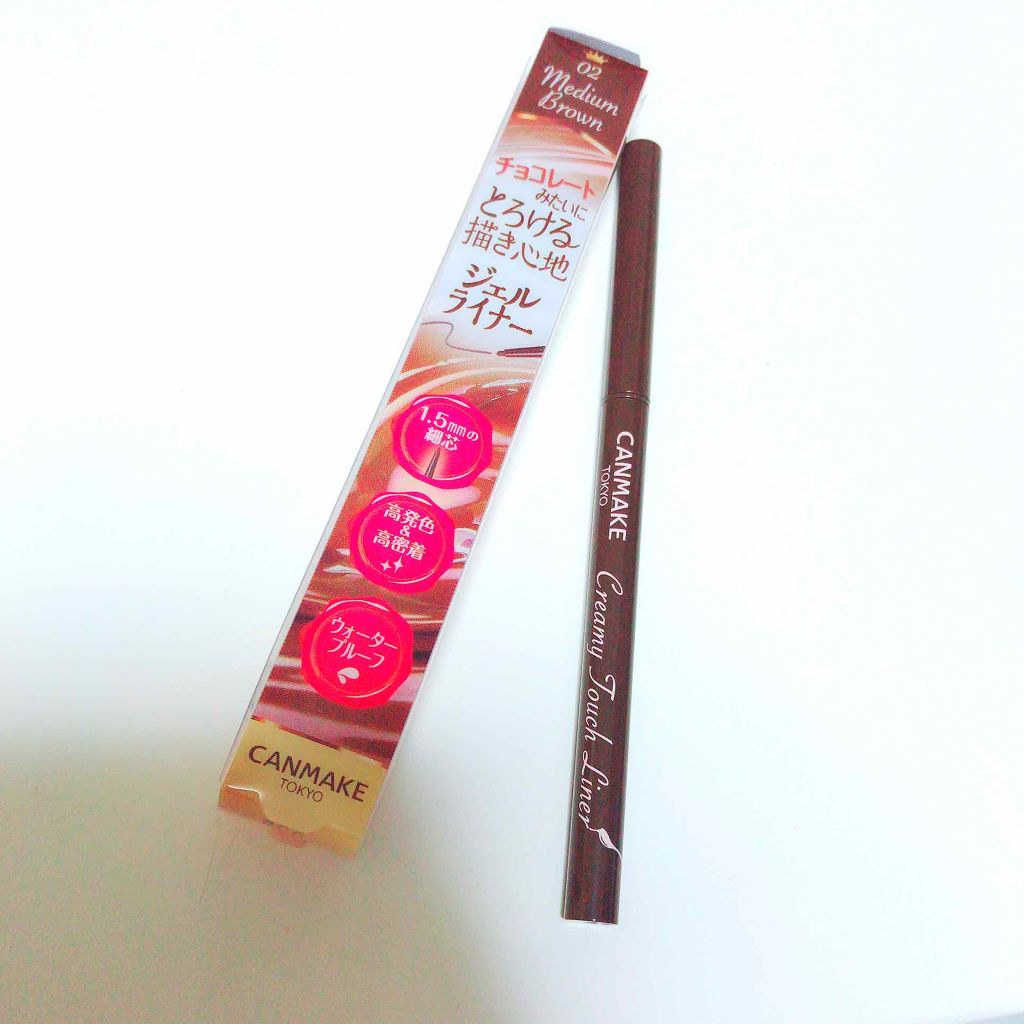 02
Medium
Brown
チョコレート
みたいに
とろける
描き心地
ジェル
ライナー
1.5mmの
細芯
高発色
&
高密着
ウォーター
プルーフ
CANMAKE
TOKYO
CANMAKE
TOKYO
Creamy Touch Liner